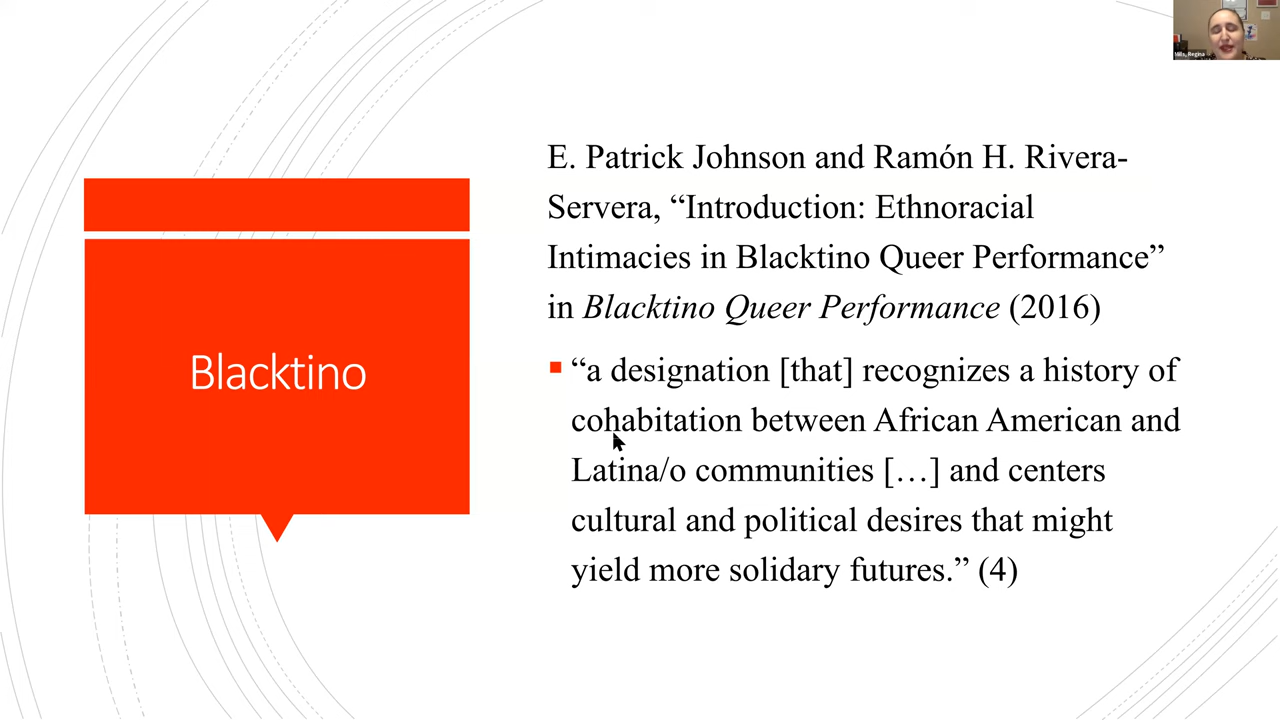 Mills, Regina
Blacktino
E. Patrick Johnson and Ramón H. Rivera-
Servera, “Introduction: Ethnoracial
Intimacies in Blacktino Queer Performance”
in Blacktino Queer Performance (2016)
“a designation [that] recognizes a history of
cohabitation between African American and
Latina/o communities […] and centers
cultural and political desires that might
yield more solidary futures.” (4)